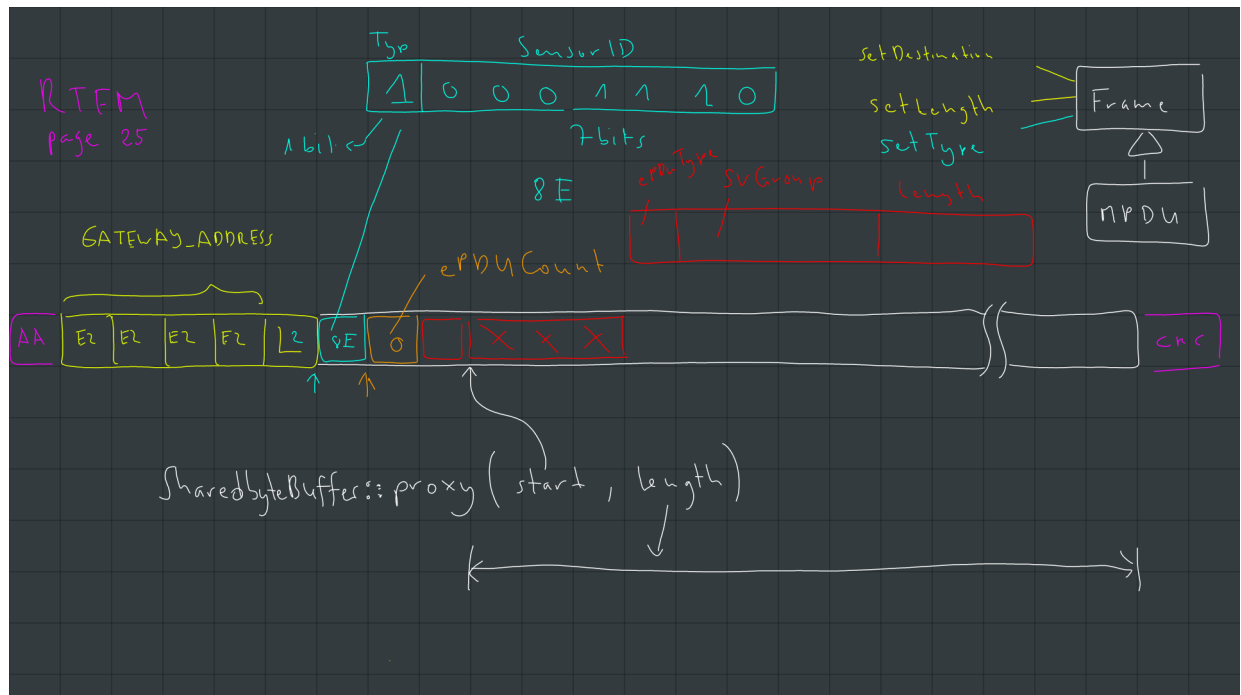 Typ
SensorID
1 0 0 0 1 1 1 0
1 bit
7 bits
8E
RTFM
page 25
setDestination
setLength
setType
Frame
MPDU
ePDUType
SVGroup
Length
GATEWAY_ADDRESS
ePDUCount
AA E2 E2 E2 E2 L2 8E 0 X X X CRC
SharedbyteBuffer::proxy(start, length)